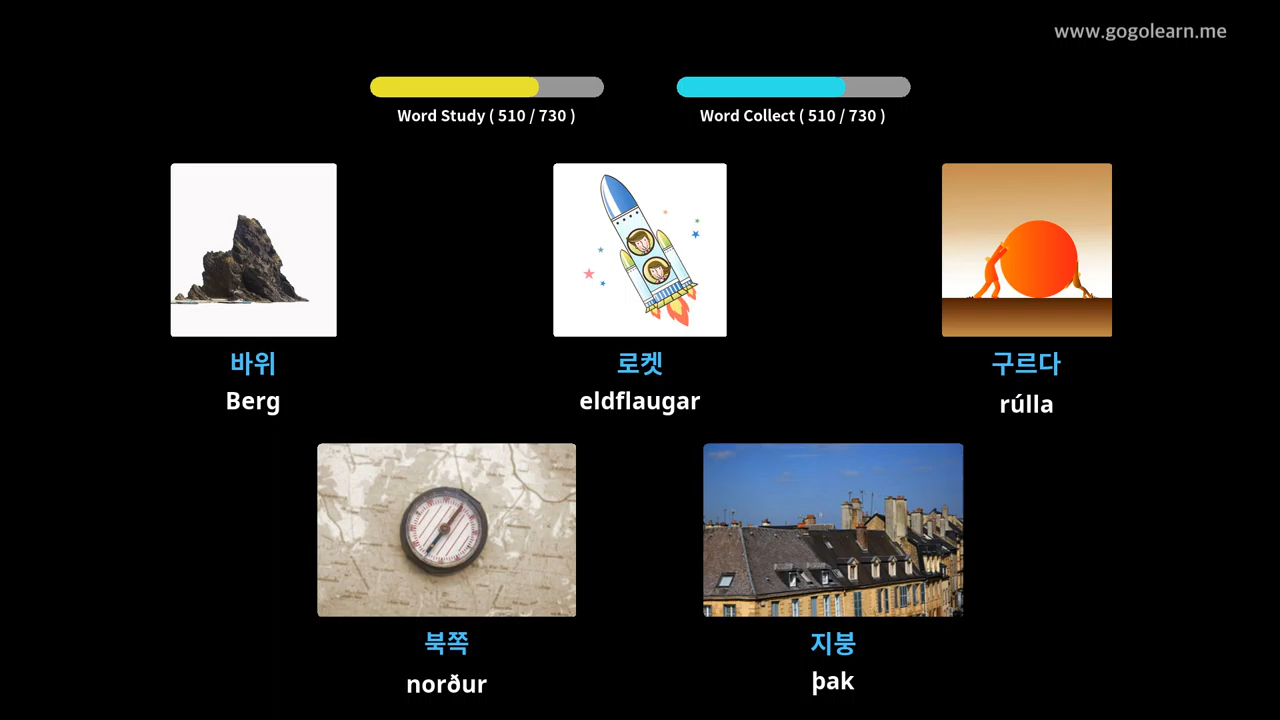 www.gogolearn.me
Word Study ( 510 / 730 )
Word Collect ( 510 / 730 )
바위
Berg
로켓
eldflaugar
구르다
rúlla
북쪽
norður
지붕
þak